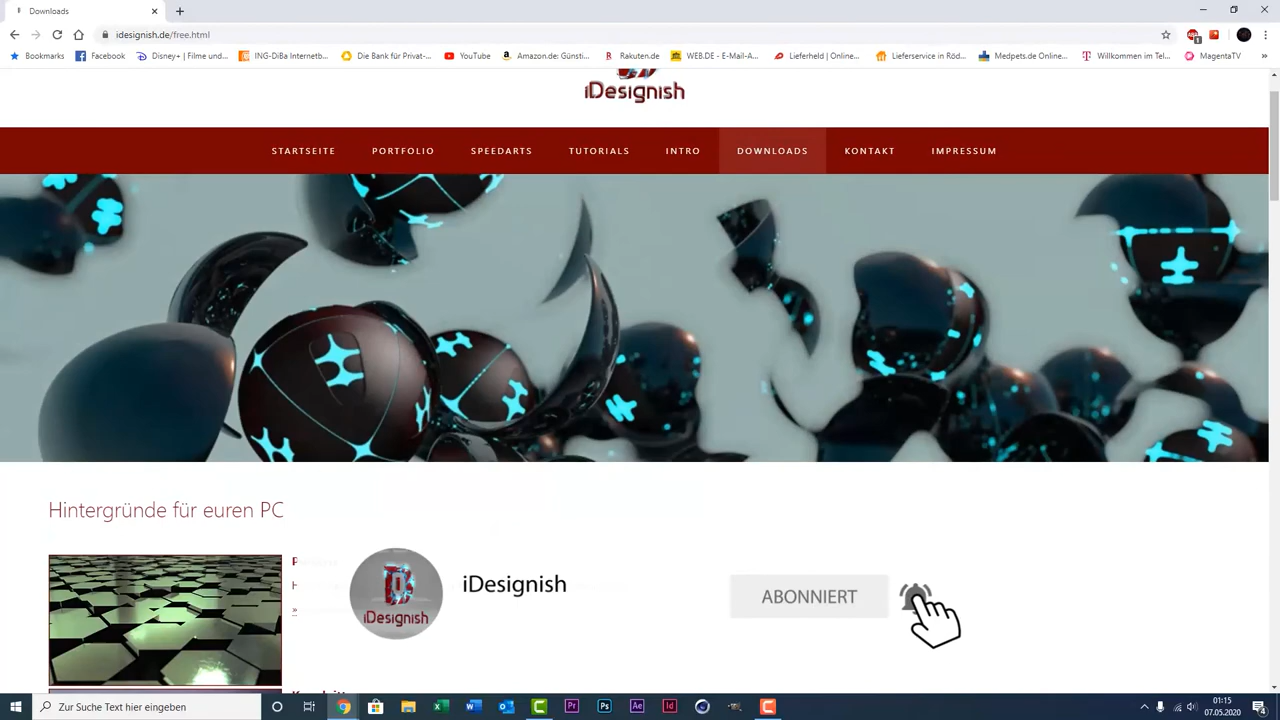 Downloads
idesignish.de/free.html
Bookmarks
Facebook
Disney+ | Filme und...
ING-DiBa Internetb...
Die Bank für Privat-...
YouTube
Amazon.de: Günsti...
Rakuten.de
WEB.DE - E-Mail-A...
Lieferheld | Online...
Lieferservice in Röd...
Medpets.de Online...
Willkommen im Tel...
MagentaTV
»
iDesignish
STARTSEITE
PORTFOLIO
SPEEDARTS
TUTORIALS
INTRO
DOWNLOADS
KONTAKT
IMPRESSUM
Hintergründe für euren PC
iDesignish
iDesignish
ABONNIERT
Zur Suche Text hier eingeben
01:15
07.05.2020